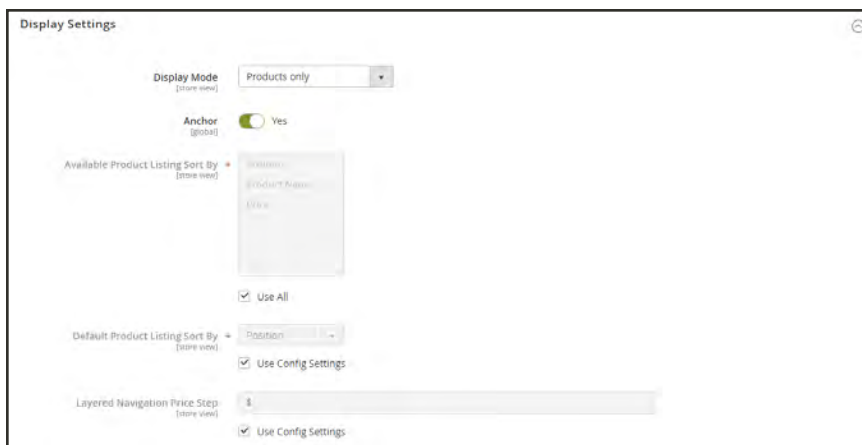 Display Settings
Display Mode
[store view]
Products only
Anchor
[global]
Yes
Available Product Listing Sort By *
[store view]
Position
Product Name
Price
Use All
Default Product Listing Sort By *
[store view]
Position
Use Config Settings
Layered Navigation Price Step
[store view]
$
Use Config Settings